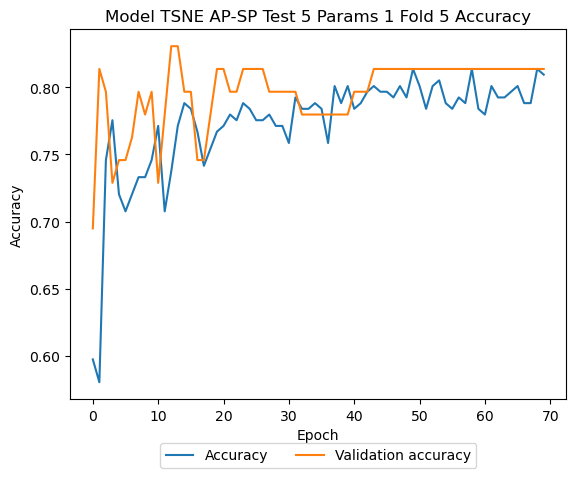 Model TSNE AP-SP Test 5 Params 1 Fold 5 Accuracy
0.80
0.75
0.70
0.65
0.60
Accuracy
0 10 20 30 40 50 60 70
Epoch
Accuracy Validation accuracy